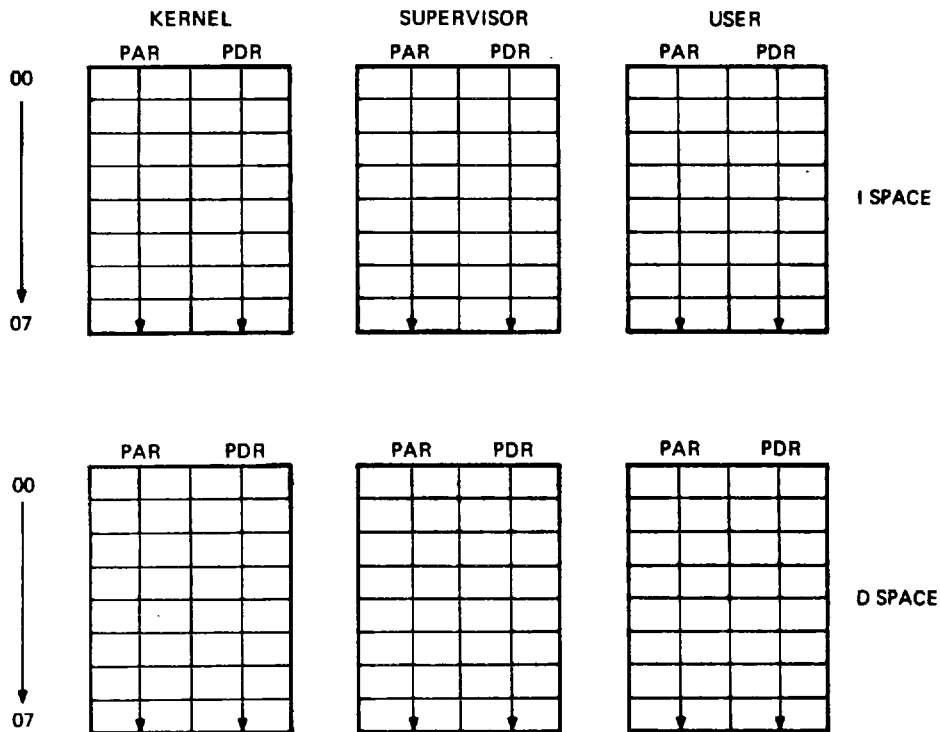 KERNEL SUPERVISOR USER
PAR PDR PAR PDR PAR PDR
00
I SPACE
07
PAR PDR PAR PDR PAR PDR
00
D SPACE
07